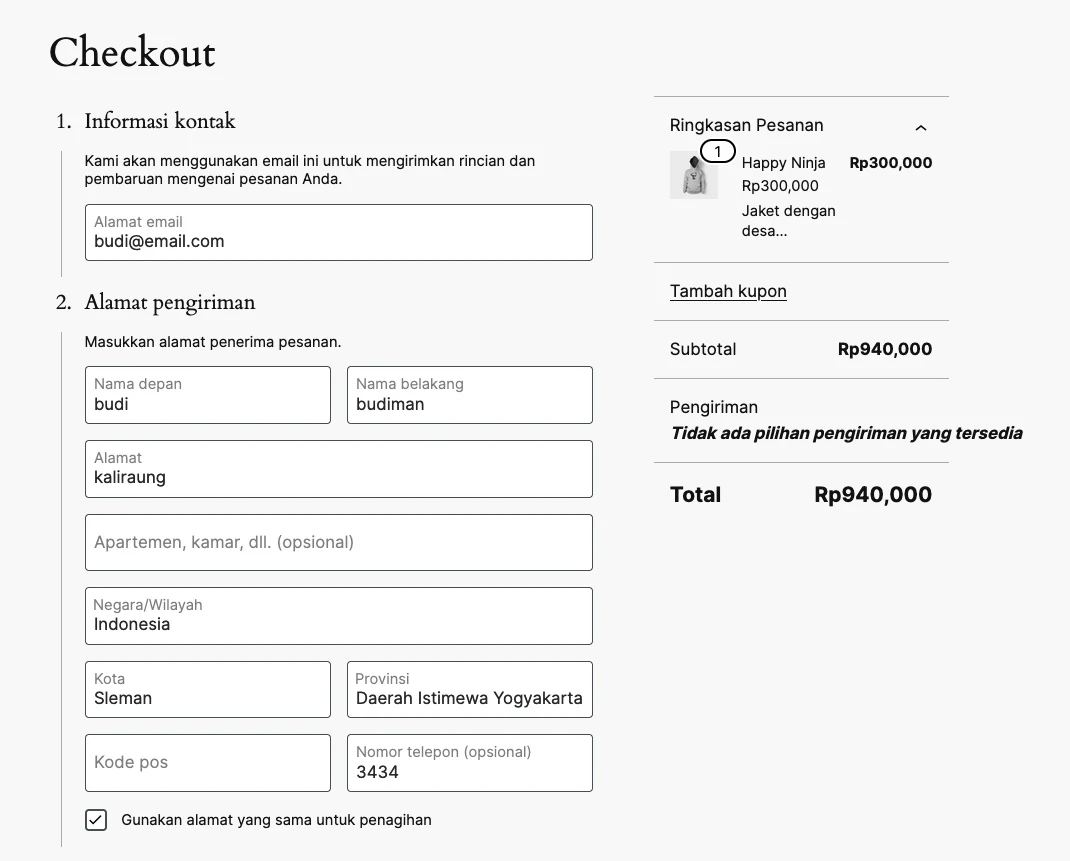 Checkout
1. Informasi kontak
Kami akan menggunakan email ini untuk mengirimkan rincian dan
pembaruan mengenai pesanan Anda.
Alamat email
budi@email.com
2. Alamat pengiriman
Masukkan alamat penerima pesanan.
Nama depan
budi
Nama belakang
budiman
Alamat
kaliraung
Apartemen, kamar, dll. (opsional)
Negara/Wilayah
Indonesia
Kota
Sleman
Provinsi
Daerah Istimewa Yogyakarta
Kode pos
Nomor telepon (opsional)
3434
Gunakan alamat yang sama untuk penagihan
Ringkasan Pesanan
1
Happy Ninja Rp300,000
Rp300,000
Jaket dengan
desa...
Tambah kupon
Subtotal Rp940,000
Pengiriman
Tidak ada pilihan pengiriman yang tersedia
Total Rp940,000